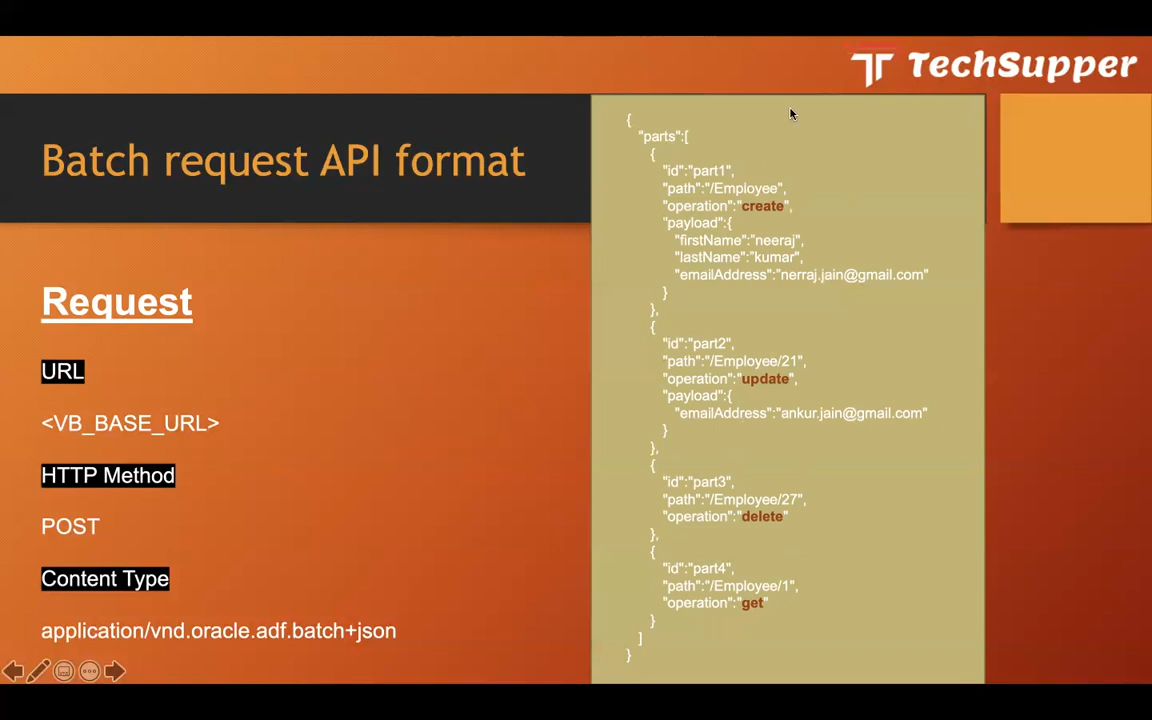 TechSupper
Batch request API format
Request
URL
<VB_BASE_URL>
HTTP Method
POST
Content Type
application/vnd.oracle.adf.batch+json
{
"parts":[
{
"id":"part1",
"path":"/Employee",
"operation":"create",
"payload":{
"firstName":"neeraj",
"lastName":"kumar",
"emailAddress":"nerraj.jain@gmail.com"
}
},
{
"id":"part2",
"path":"/Employee/21",
"operation":"update",
"payload":{
"emailAddress":"ankur.jain@gmail.com"
}
},
{
"id":"part3",
"path":"/Employee/27",
"operation":"delete"
},
{
"id":"part4",
"path":"/Employee/1",
"operation":"get"
}
]
}